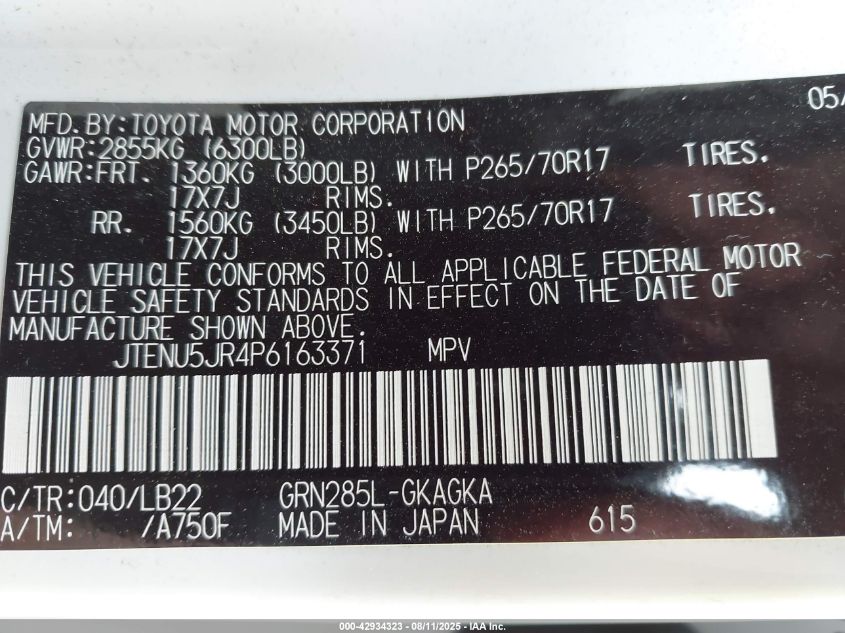 05/
MFD.BY:TOYOTA MOTOR CORPORATION
GVWR:2855KG (6300LB)
GAWR:FRT. 1360KG (3000LB) WITH P265/70R17 TIRES.
17X7J RIMS.
RR. 1560KG (3450LB) WITH P265/70R17 TIRES.
17X7J RIMS.
THIS VEHICLE CONFORMS TO ALL APPLICABLE FEDERAL MOTOR
VEHICLE SAFETY STANDARDS IN EFFECT ON THE DATE OF
MANUFACTURE SHOWN ABOVE.
JTENU5JR4P6163371 MPV
C/TR:040/LB22 GRN285L-GKAGKA
A/TM: /A750F MADE IN JAPAN 615
000-42934323 - 08/11/2025 - IAA Inc.